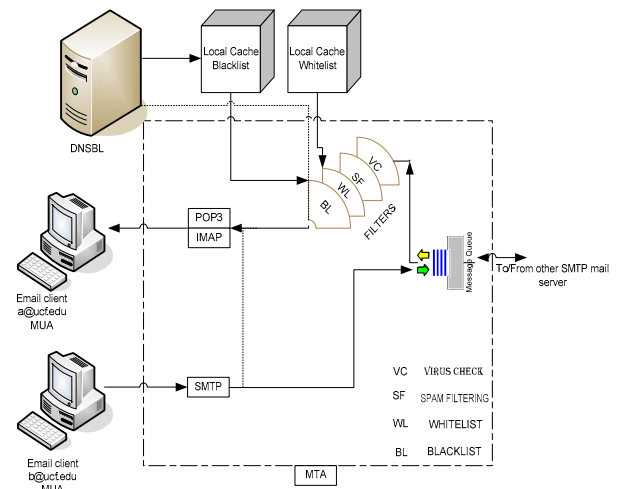 Local Cache
Blacklist
Local Cache
Whitelist
DNSBL
VC
SF
WL
BL
FILTERS
POP3
IMAP
Message Queue
To/From other SMTP mail
server
Email client
a@ucf.edu
MUA
SMTP
VC VIRUS CHECK
SF SPAM FILTERING
WL WHITELIST
BL BLACKLIST
Email client
b@ucf.edu
MUA
MTA